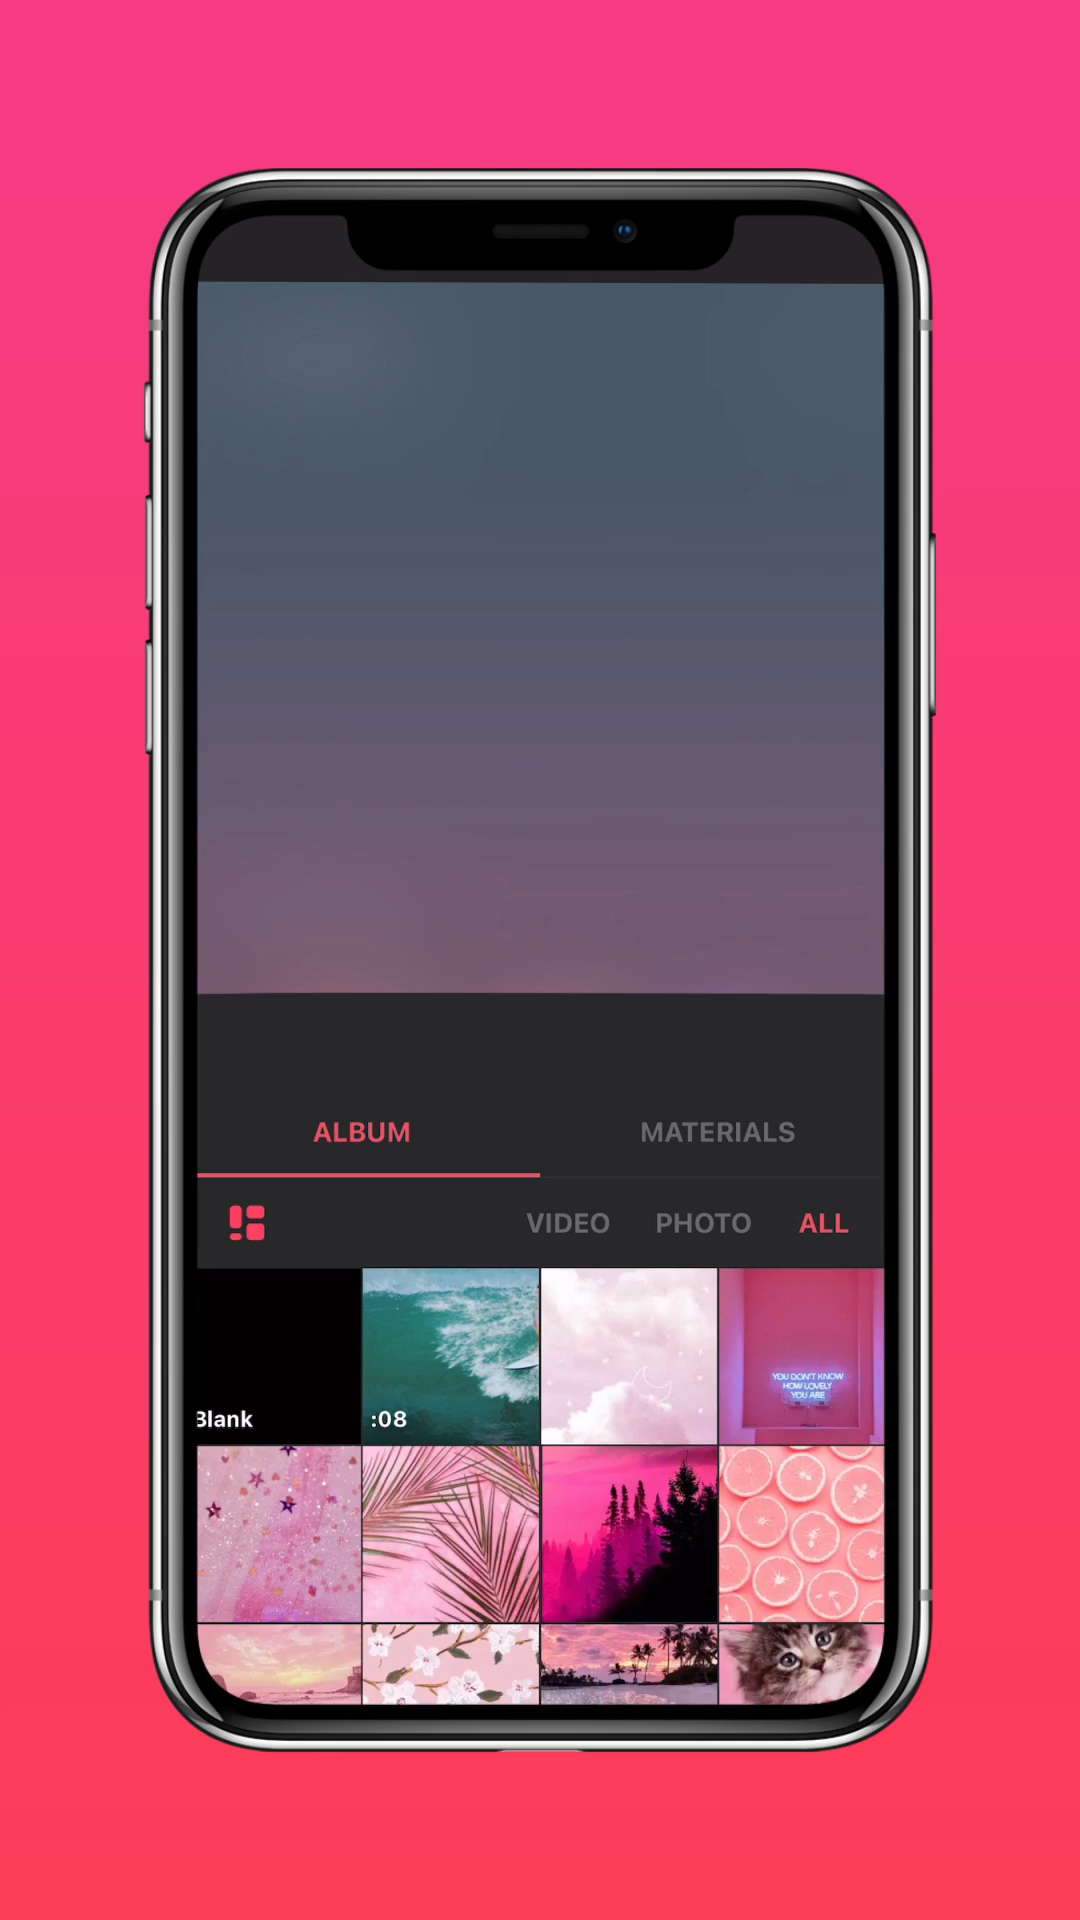 ALBUM MATERIALS
VIDEO PHOTO ALL
Blank :08
YOU DON'T KNOW
HOW LOVELY
YOU ARE